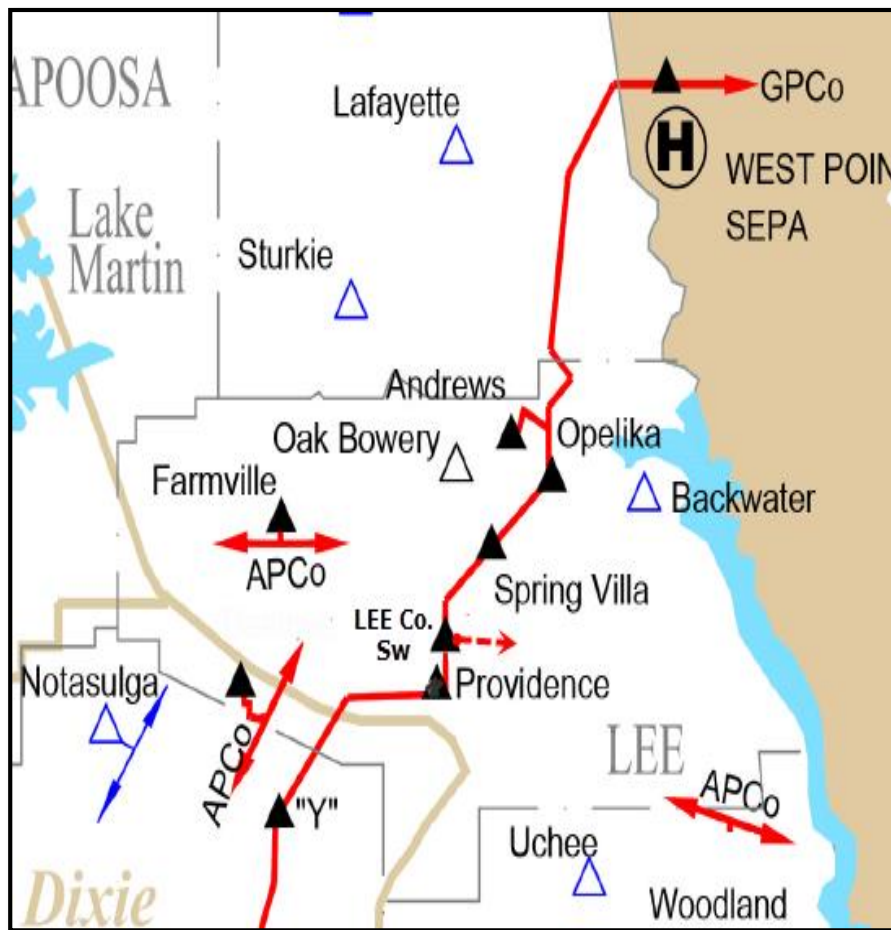 APOOSA
Lafayette
GPCo
H
WEST POIN
SEPA
Lake
Martin
Sturkie
Andrews
Oak Bowery
Opelika
Farmville
Backwater
APCo
Spring Villa
LEE Co.
Sw
Notasulga
Providence
APCo
LEE
APCo
"Y"
Uchee
Dixie
Woodland